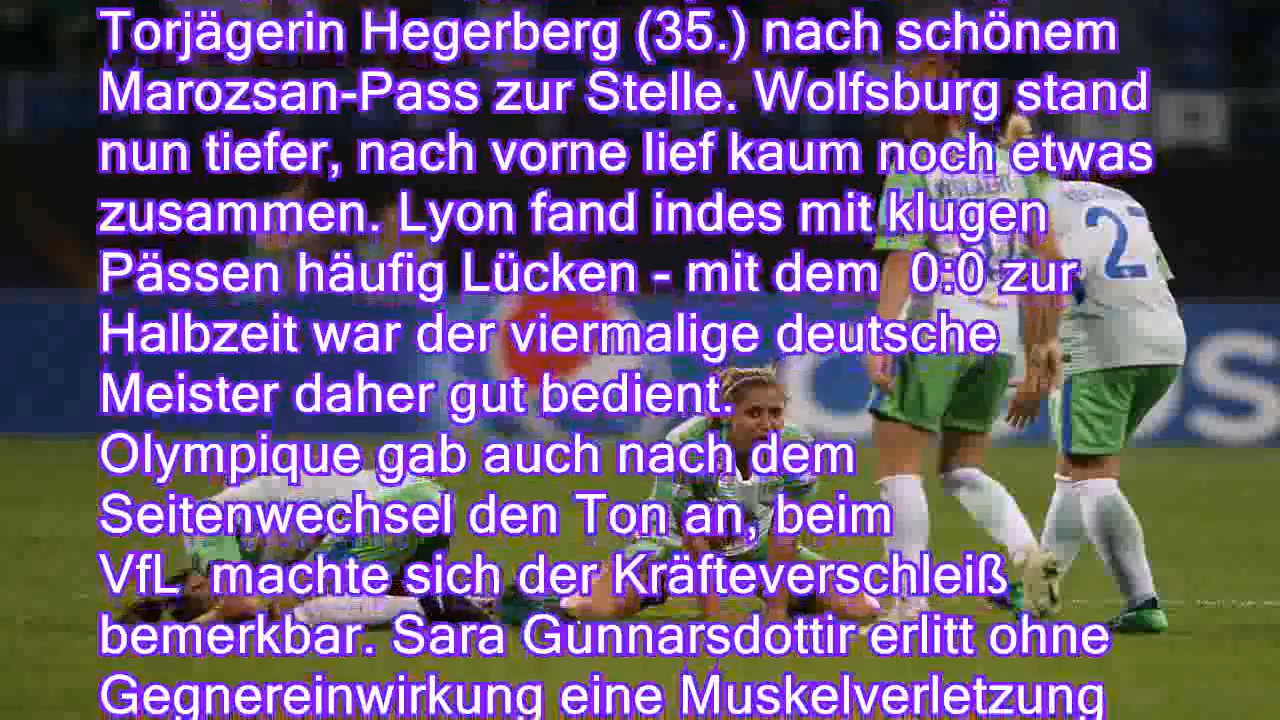 Torjägerin Hegerberg (35.) nach schönem
Marozsan-Pass zur Stelle. Wolfsburg stand
nun tiefer, nach vorne lief kaum noch etwas
zusammen. Lyon fand indes mit klugen
Pässen häufig Lücken - mit dem  0:0 zur
Halbzeit war der viermalige deutsche
Meister daher gut bedient.
Olympique gab auch nach dem
Seitenwechsel den Ton an, beim
VfL  machte sich der Kräfteverschleiß
bemerkbar. Sara Gunnarsdottir erlitt ohne
Gegnereinwirkung eine Muskelverletzung